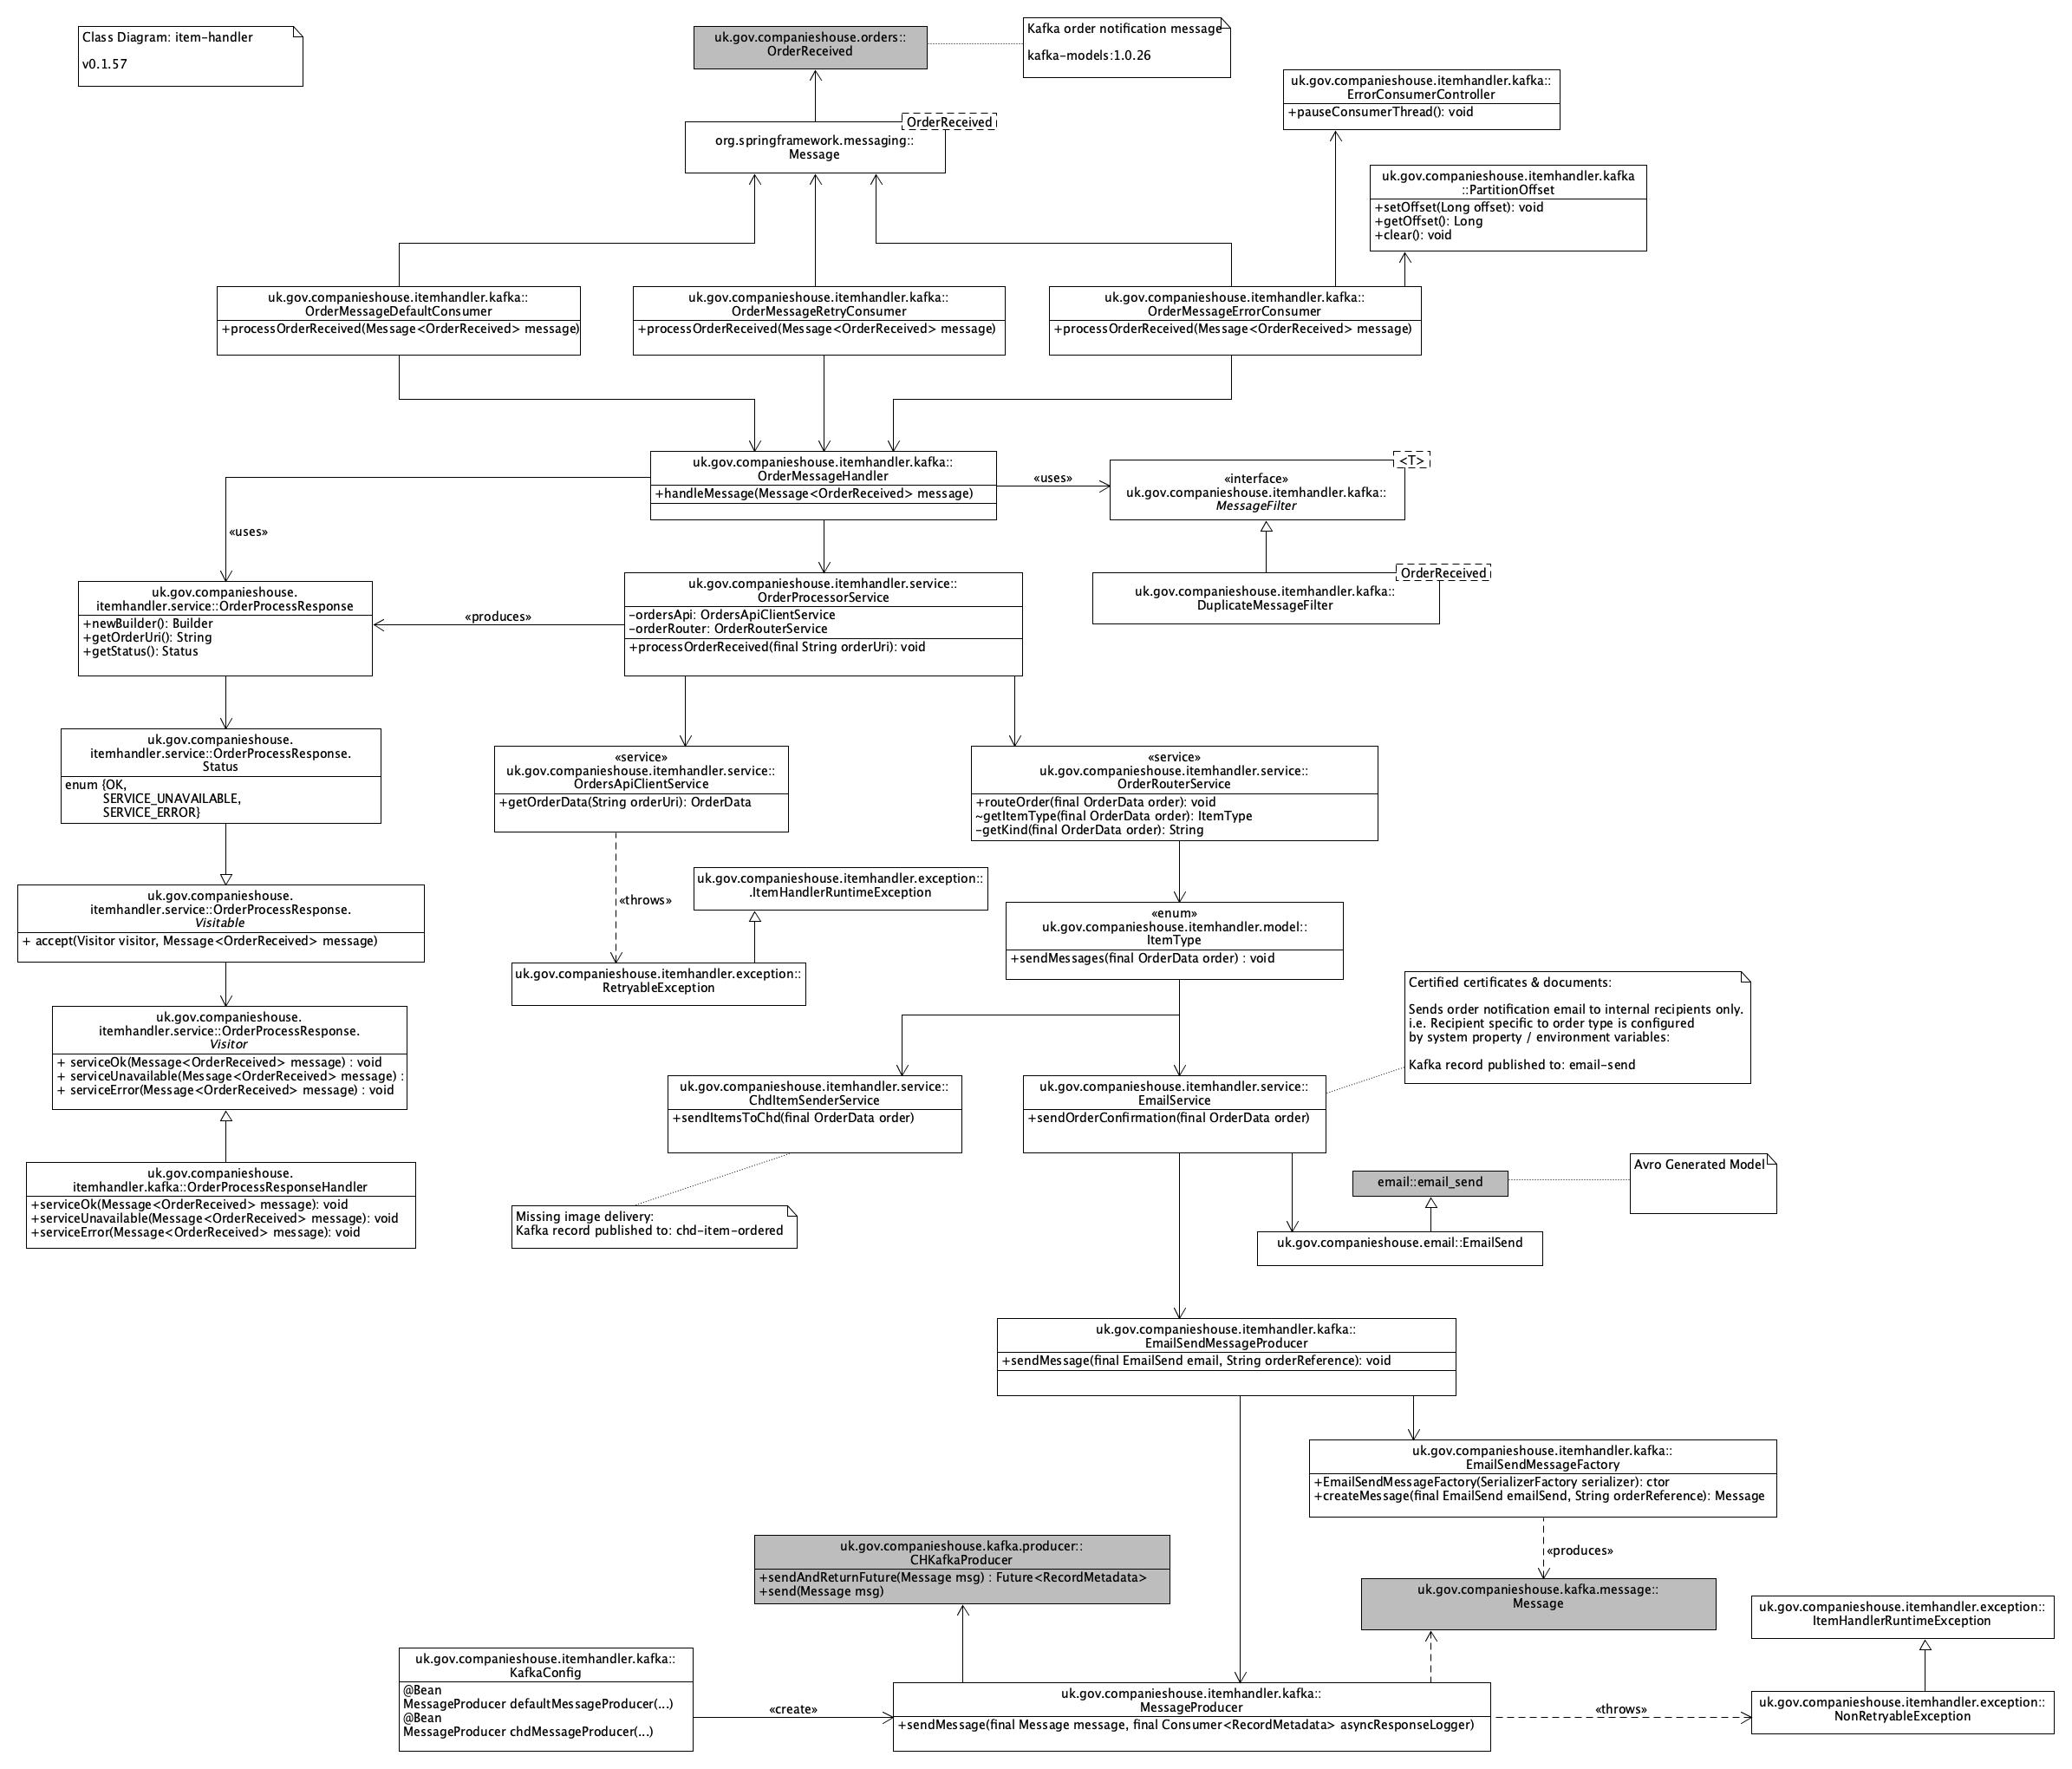 Class Diagram: item-handler
v0.1.57
uk.gov.companieshouse.orders::
OrderReceived
Kafka order notification message
kafka-models:1.0.26
uk.gov.companieshouse.itemhandler.kafka::
ErrorConsumerController
+pauseConsumerThread(): void
OrderReceived
org.springframework.messaging::
Message
uk.gov.companieshouse.itemhandler.kafka
::PartitionOffset
+setOffset(Long offset): void
+getOffset(): Long
+clear(): void
uk.gov.companieshouse.itemhandler.kafka::
OrderMessageDefaultConsumer
+processOrderReceived(Message<OrderReceived> message)
uk.gov.companieshouse.itemhandler.kafka::
OrderMessageRetryConsumer
+processOrderReceived(Message<OrderReceived> message)
uk.gov.companieshouse.itemhandler.kafka::
OrderMessageErrorConsumer
+processOrderReceived(Message<OrderReceived> message)
uk.gov.companieshouse.itemhandler.kafka::
OrderMessageHandler
+handleMessage(Message<OrderReceived> message)
«uses»
<T>
«interface»
uk.gov.companieshouse.itemhandler.kafka::
MessageFilter
«uses»
OrderReceived
uk.gov.companieshouse.itemhandler.kafka::
DuplicateMessageFilter
uk.gov.companieshouse.
itemhandler.service::OrderProcessResponse
+newBuilder(): Builder
+getOrderUri(): String
+getStatus(): Status
«produces»
uk.gov.companieshouse.itemhandler.service::
OrderProcessorService
-ordersApi: OrdersApiClientService
-orderRouter: OrderRouterService
+processOrderReceived(final String orderUri): void
uk.gov.companieshouse.
itemhandler.service::OrderProcessResponse.
Status
enum {OK,
SERVICE_UNAVAILABLE,
SERVICE_ERROR}
«service»
uk.gov.companieshouse.itemhandler.service::
OrdersApiClientService
+getOrderData(String orderUri): OrderData
«service»
uk.gov.companieshouse.itemhandler.service::
OrderRouterService
+routeOrder(final OrderData order): void
~getItemType(final OrderData order): ItemType
-getKind(final OrderData order): String
uk.gov.companieshouse.
itemhandler.service::OrderProcessResponse.
Visitable
+ accept(Visitor visitor, Message<OrderReceived> message)
«throws»
uk.gov.companieshouse.itemhandler.exception::
.ItemHandlerRuntimeException
uk.gov.companieshouse.itemhandler.exception::
RetryableException
«enum»
uk.gov.companieshouse.itemhandler.model::
ItemType
+sendMessages(final OrderData order) : void
uk.gov.companieshouse.
itemhandler.service::OrderProcessResponse.
Visitor
+ serviceOk(Message<OrderReceived> message) : void
+ serviceUnavailable(Message<OrderReceived> message) :
+ serviceError(Message<OrderReceived> message) : void
Certified certificates & documents:
Sends order notification email to internal recipients only.
i.e. Recipient specific to order type is configured
by system property / environment variables:
Kafka record published to: email-send
uk.gov.companieshouse.itemhandler.service::
ChdItemSenderService
+sendItemsToChd(final OrderData order)
uk.gov.companieshouse.itemhandler.service::
EmailService
+sendOrderConfirmation(final OrderData order)
uk.gov.companieshouse.
itemhandler.kafka::OrderProcessResponseHandler
+serviceOk(Message<OrderReceived> message): void
+serviceUnavailable(Message<OrderReceived> message): void
+serviceError(Message<OrderReceived> message): void
Missing image delivery:
Kafka record published to: chd-item-ordered
email::email_send
Avro Generated Model
uk.gov.companieshouse.email::EmailSend
uk.gov.companieshouse.itemhandler.kafka::
EmailSendMessageProducer
+sendMessage(final EmailSend email, String orderReference): void
uk.gov.companieshouse.itemhandler.kafka::
EmailSendMessageFactory
+EmailSendMessageFactory(SerializerFactory serializer): ctor
+createMessage(final EmailSend emailSend, String orderReference): Message
«produces»
uk.gov.companieshouse.kafka.producer::
CHKafkaProducer
+sendAndReturnFuture(Message msg) : Future<RecordMetadata>
+send(Message msg)
uk.gov.companieshouse.kafka.message::
Message
uk.gov.companieshouse.itemhandler.exception::
ItemHandlerRuntimeException
uk.gov.companieshouse.itemhandler.kafka::
KafkaConfig
@Bean
MessageProducer defaultMessageProducer(...)
@Bean
MessageProducer chdMessageProducer(...)
«create»
uk.gov.companieshouse.itemhandler.kafka::
MessageProducer
+sendMessage(final Message message, final Consumer<RecordMetadata> asyncResponseLogger)
«throws»
uk.gov.companieshouse.itemhandler.exception::
NonRetryableException